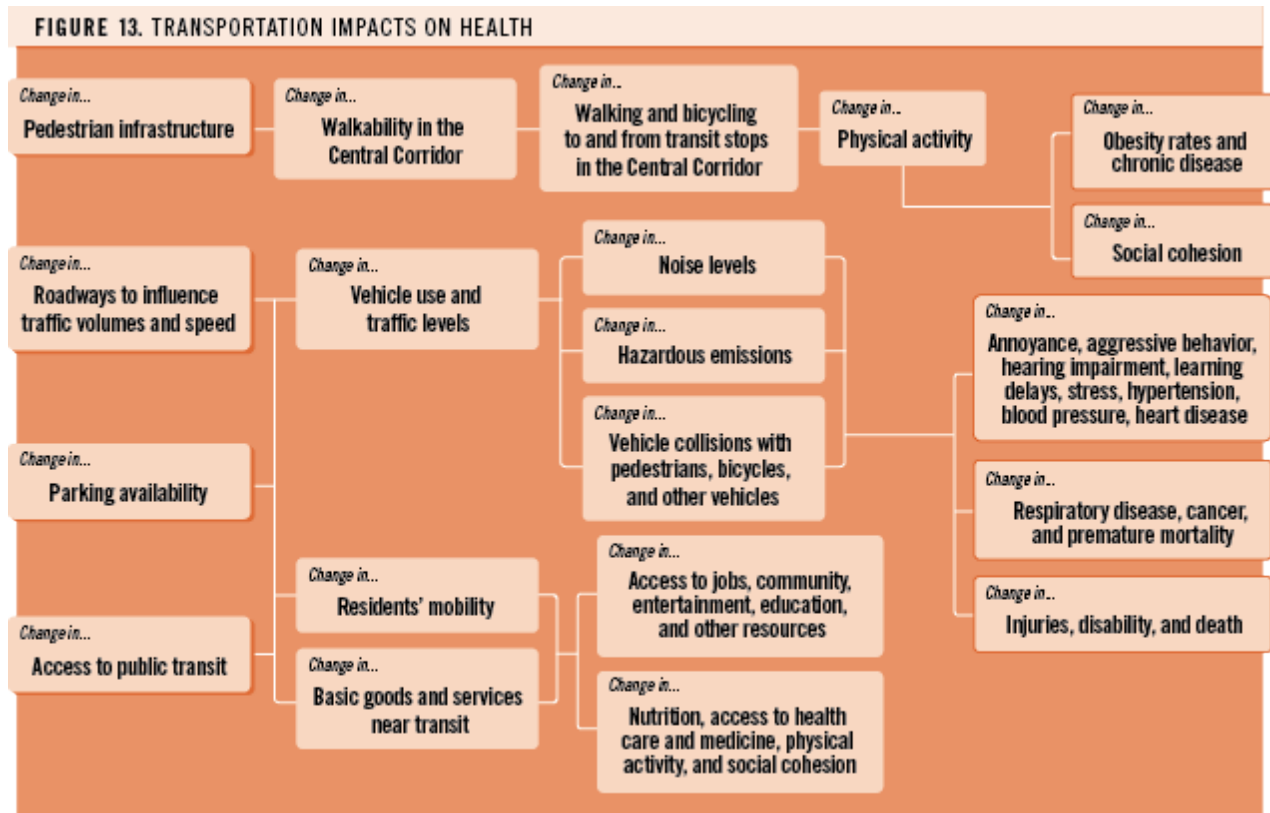 FIGURE 13. TRANSPORTATION IMPACTS ON HEALTH
Change in...
Pedestrian infrastructure
Change in...
Walkability in the
Central Corridor
Change in...
Walking and bicycling
to and from transit stops
in the Central Corridor
Change in...
Physical activity
Change in...
Obesity rates and
chronic disease
Change in...
Social cohesion
Change in...
Roadways to influence
traffic volumes and speed
Change in...
Vehicle use and
traffic levels
Change in...
Noise levels
Change in...
Hazardous emissions
Change in...
Vehicle collisions with
pedestrians, bicycles,
and other vehicles
Change in...
Annoyance, aggressive behavior,
hearing impairment, learning
delays, stress, hypertension,
blood pressure, heart disease
Change in...
Respiratory disease, cancer,
and premature mortality
Change in...
Injuries, disability, and death
Change in...
Parking availability
Change in...
Access to public transit
Change in...
Residents' mobility
Change in...
Basic goods and services
near transit
Change in...
Access to jobs, community,
entertainment, education,
and other resources
Change in...
Nutrition, access to health
care and medicine, physical
activity, and social cohesion